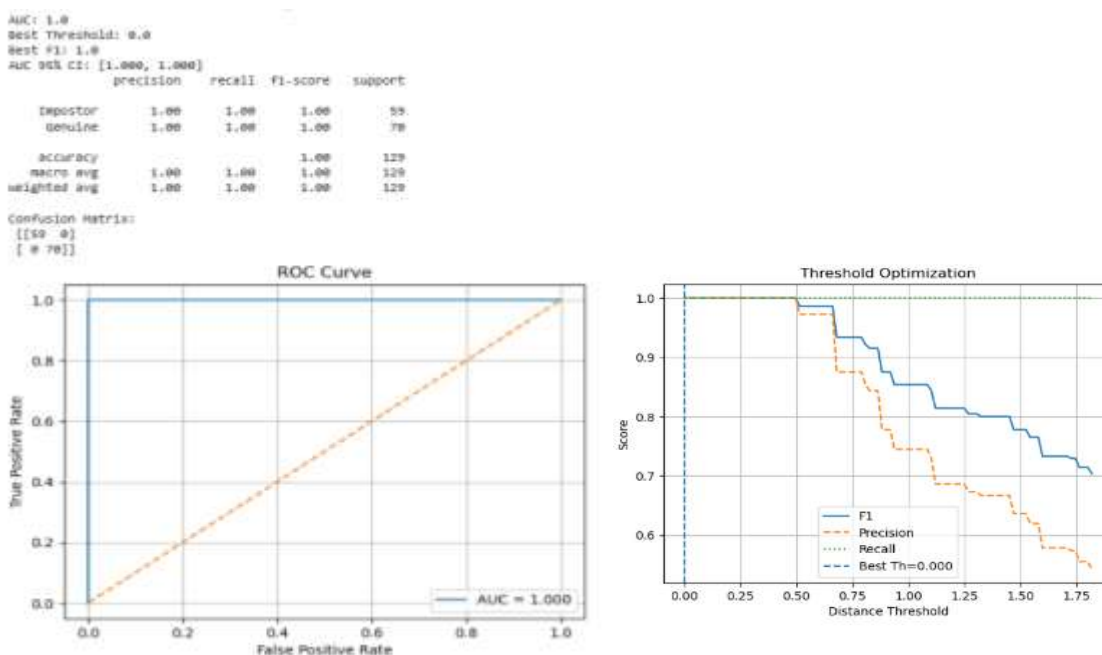 AUC: 1.0
Best Threshold: 0.0
Best F1: 1.0
AUC 95% CI: [1.000, 1.000]
precision recall f1-score support
Impostor 1.00 1.00 1.00 59
Genuine 1.00 1.00 1.00 70
accuracy 1.00 129
macro avg 1.00 1.00 1.00 129
weighted avg 1.00 1.00 1.00 129
Confusion Matrix:
[[59 0]
[ 0 70]]
ROC Curve
True Positive Rate
1.0
0.8
0.6
0.4
0.2
0.0
AUC = 1.000
0.0 0.2 0.4 0.6 0.8 1.0
False Positive Rate
Threshold Optimization
Score
1.0
0.9
0.8
0.7
0.6
F1
Precision
Recall
Best Th=0.000
0.00 0.25 0.50 0.75 1.00 1.25 1.50 1.75
Distance Threshold